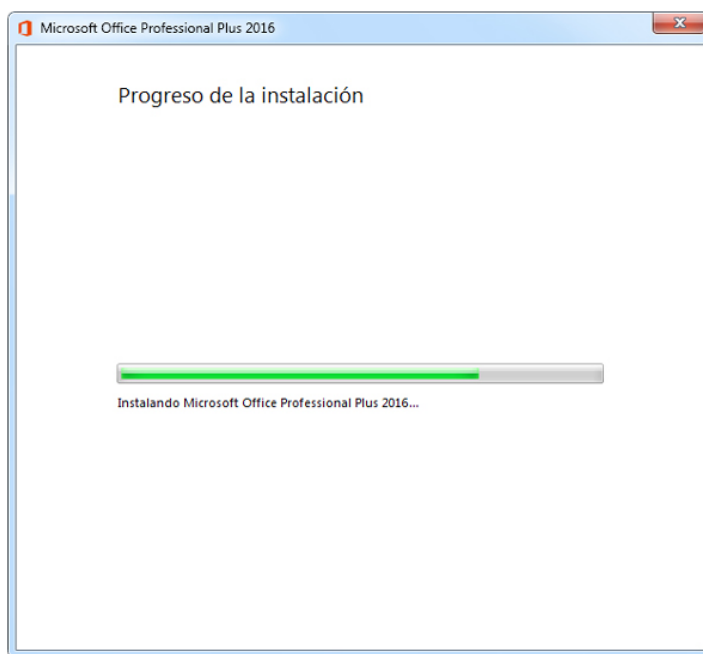 Microsoft Office Professional Plus 2016
Progreso de la instalación
Instalando Microsoft Office Professional Plus 2016...